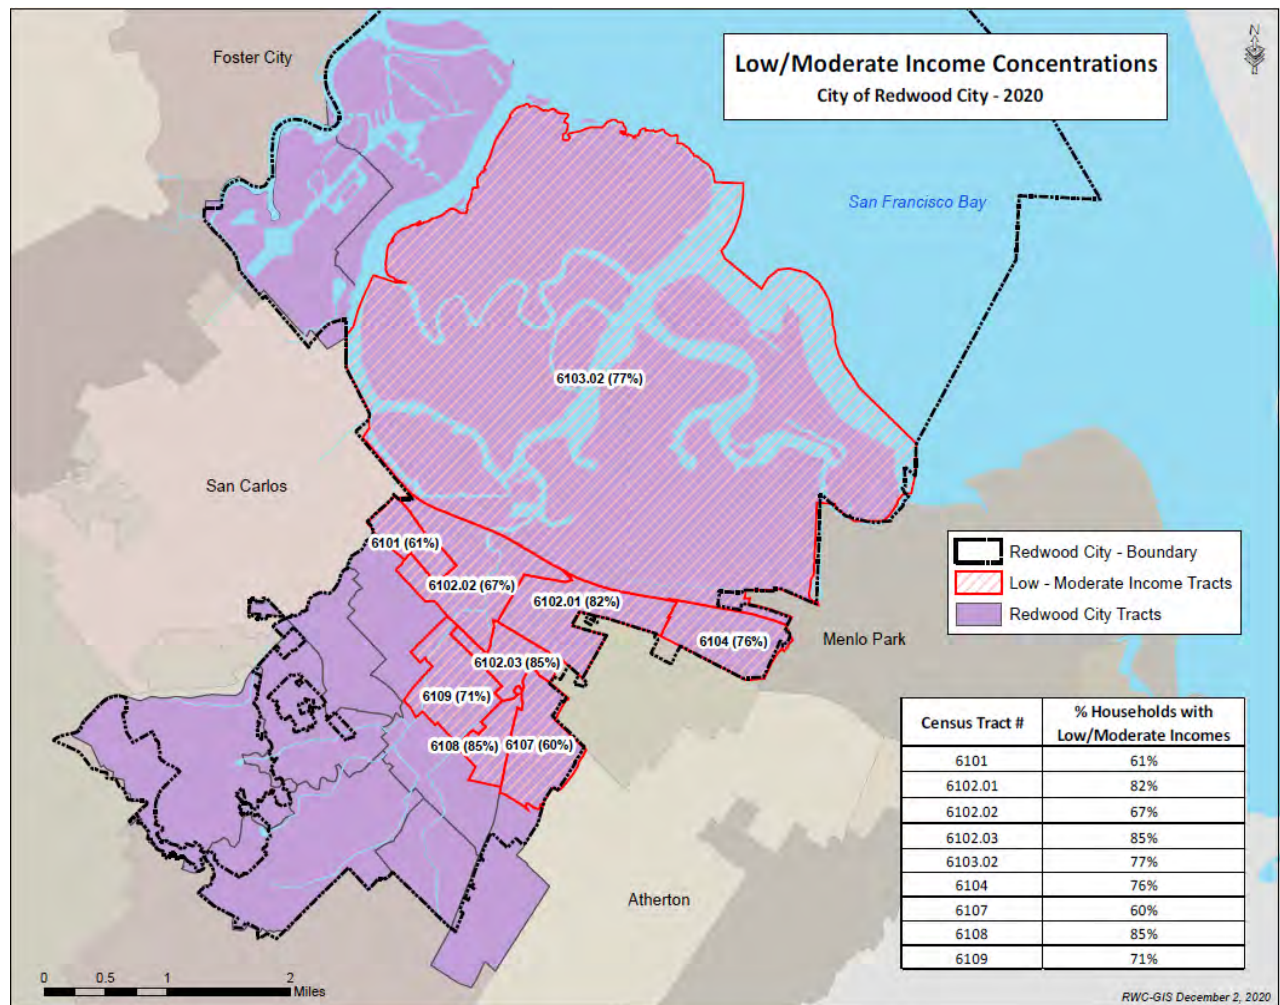 Foster City
N
Low/Moderate Income Concentrations
City of Redwood City - 2020
San Francisco Bay
6103.02 (77%)
San Carlos
6101 (61%)
6102.02 (67%)
6102.01 (82%)
6104 (76%)
Menlo Park
6102.03 (85%)
6109 (71%)
6108 (85%)
6107 (60%)
Redwood City - Boundary
Low - Moderate Income Tracts
Redwood City Tracts
Census Tract # % Households with
Low/Moderate Incomes
6101 61%
6102.01 82%
6102.02 67%
6102.03 85%
6103.02 77%
6104 76%
6107 60%
6108 85%
6109 71%
Atherton
0 0.5 1 2
Miles
RWC-GIS December 2, 2020